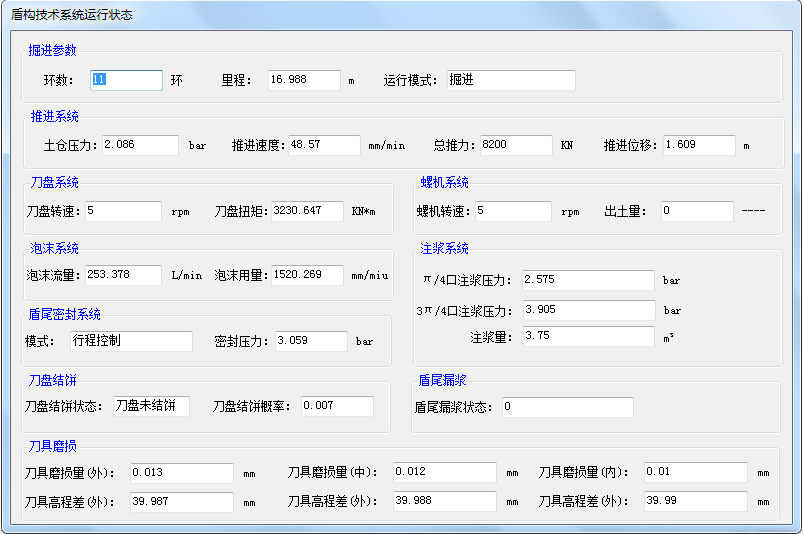 盾构技术系统运行状态
掘进参数
环数: 11 环 里程: 16.988 m 运行模式: 掘进
推进系统
土仓压力: 2.086 bar 推进速度: 48.57 mm/min 总推力: 8200 KN 推进位移: 1.609 m
刀盘系统 螺机系统
刀盘转速: 5 rpm 刀盘扭矩: 3230.647 KN*m 螺机转速: 5 rpm 出土量: 0 ----
泡沫系统 注浆系统
泡沫流量: 253.378 L/min 泡沫用量: 1520.269 mm/miu π/4口注浆压力: 2.575 bar
3π/4口注浆压力: 3.905 bar
盾尾密封系统
模式: 行程控制 密封压力: 3.059 bar 注浆量: 3.75 m³
刀盘结饼 盾尾漏浆
刀盘结饼状态: 刀盘未结饼 刀盘结饼概率: 0.007 盾尾漏浆状态: 0
刀具磨损
刀具磨损量(外): 0.013 mm 刀具磨损量(中): 0.012 mm 刀具磨损量(内): 0.01 mm
刀具高程差(外): 39.987 mm 刀具高程差(外): 39.988 mm 刀具高程差(外): 39.99 mm